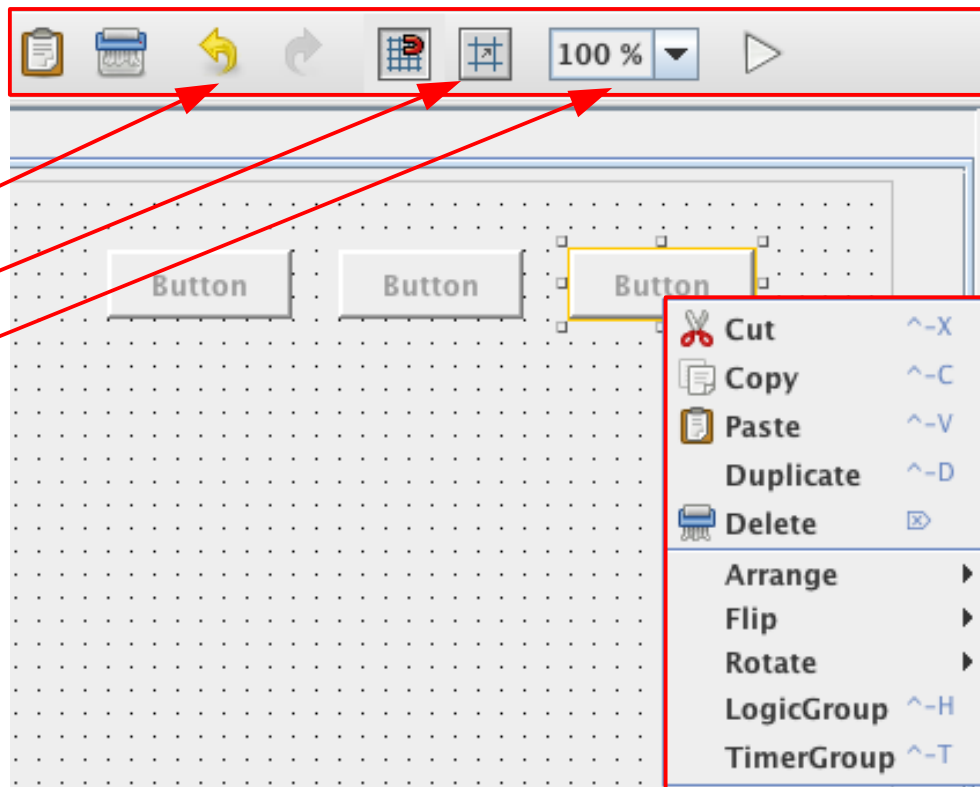 100 %
Button Button Button
Cut ^-X
Copy ^-C
Paste ^-V
Duplicate ^-D
Delete
Arrange
Flip
Rotate
LogicGroup ^-H
TimerGroup ^-T